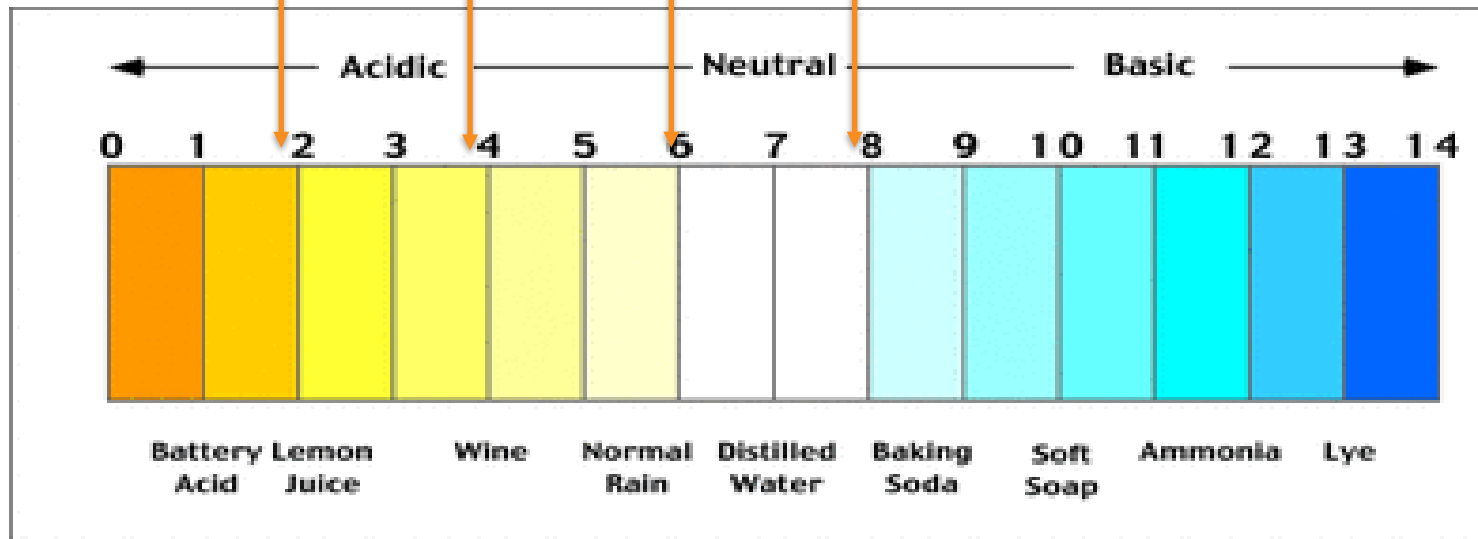 Acidic Neutral Basic
0 1 2 3 4 5 6 7 8 9 10 11 12 13 14
Battery Lemon Wine Normal Distilled Baking Soft Ammonia Lye
Acid Juice Rain Water Soda Soap